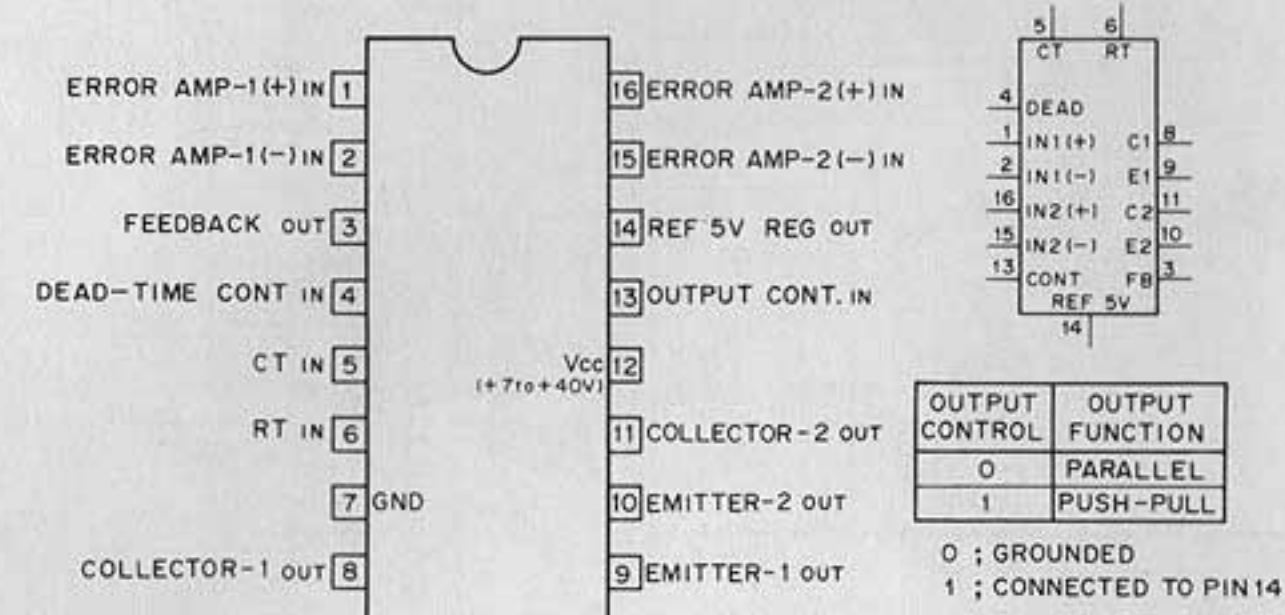 ERROR AMP-1(+) IN 1
ERROR AMP-1(-) IN 2
FEEDBACK OUT 3
DEAD-TIME CONT IN 4
CT IN 5
RT IN 6
7 GND
COLLECTOR-1 OUT 8
16 ERROR AMP-2(+) IN
15 ERROR AMP-2(-) IN
14 REF 5V REG OUT
13 OUTPUT CONT. IN
Vcc 12
(+7to+40V)
11 COLLECTOR-2 OUT
10 EMITTER-2 OUT
9 EMITTER-1 OUT
5 6
CT RT
4 DEAD
1 IN1(+) C1 8
2 IN1(-) E1 9
16 IN2(+) C2 11
15 IN2(-) E2 10
13 CONT FB 3
REF 5V
14
OUTPUT CONTROL
OUTPUT FUNCTION
0 PARALLEL
1 PUSH-PULL
0 ; GROUNDED
1 ; CONNECTED TO PIN 14